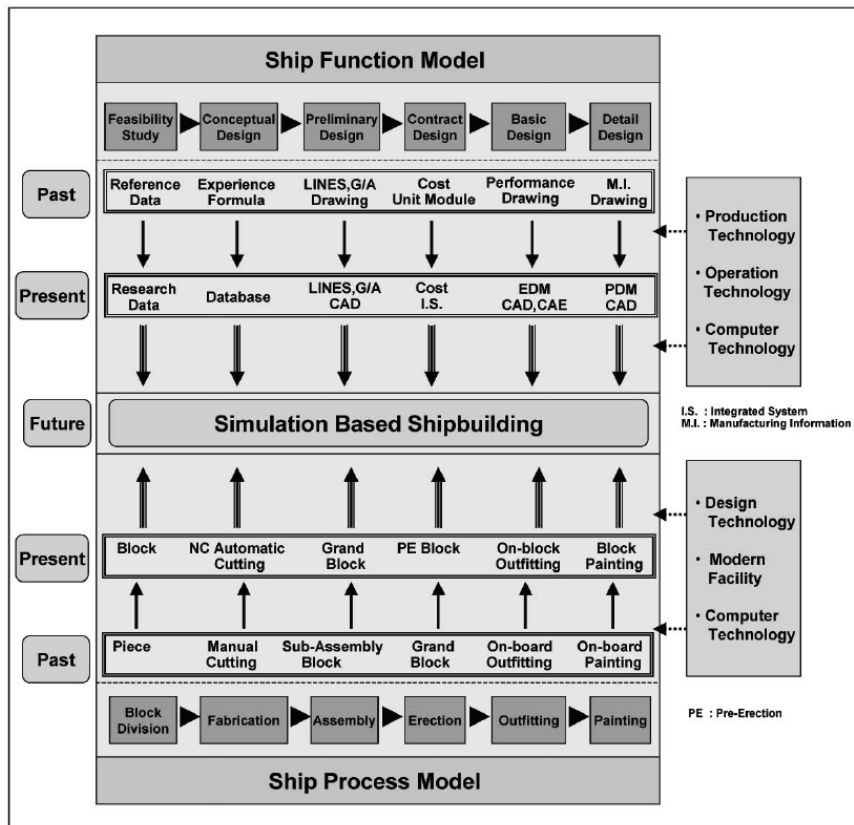 Ship Function Model
Feasibility Study
Conceptual Design
Preliminary Design
Contract Design
Basic Design
Detail Design
Past
Reference Data
Experience Formula
LINES,G/A Drawing
Cost Unit Module
Performance Drawing
M.I. Drawing
Present
Research Data
Database
LINES,G/A CAD
Cost I.S.
EDM CAD,CAE
PDM CAD
• Production Technology
• Operation Technology
• Computer Technology
I.S. : Integrated System
M.I. : Manufacturing Information
Future
Simulation Based Shipbuilding
Present
Block
NC Automatic Cutting
Grand Block
PE Block
On-block Outfitting
Block Painting
Past
Piece
Manual Cutting
Sub-Assembly Block
Grand Block
On-board Outfitting
On-board Painting
• Design Technology
• Modern Facility
• Computer Technology
PE : Pre-Erection
Block Division
Fabrication
Assembly
Erection
Outfitting
Painting
Ship Process Model